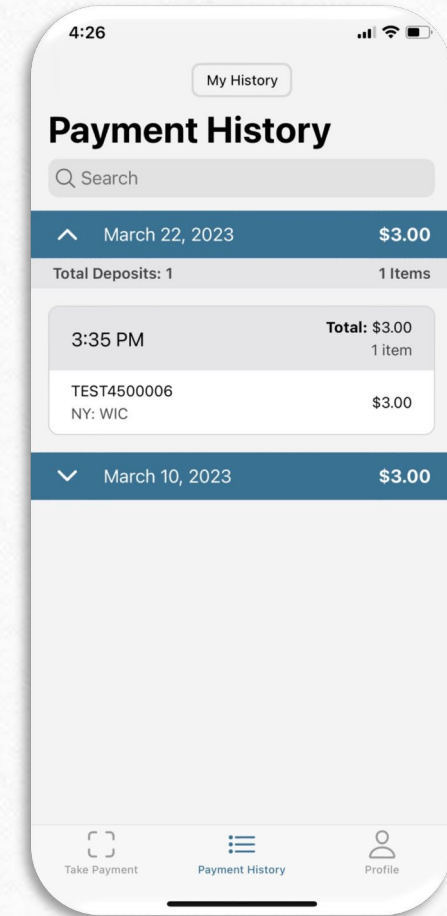 4:26
My History
Payment History
Search
March 22, 2023 $3.00
Total Deposits: 1 1 Items
3:35 PM Total: $3.00
1 item
TEST4500006 $3.00
NY: WIC
March 10, 2023 $3.00
Take Payment Payment History Profile